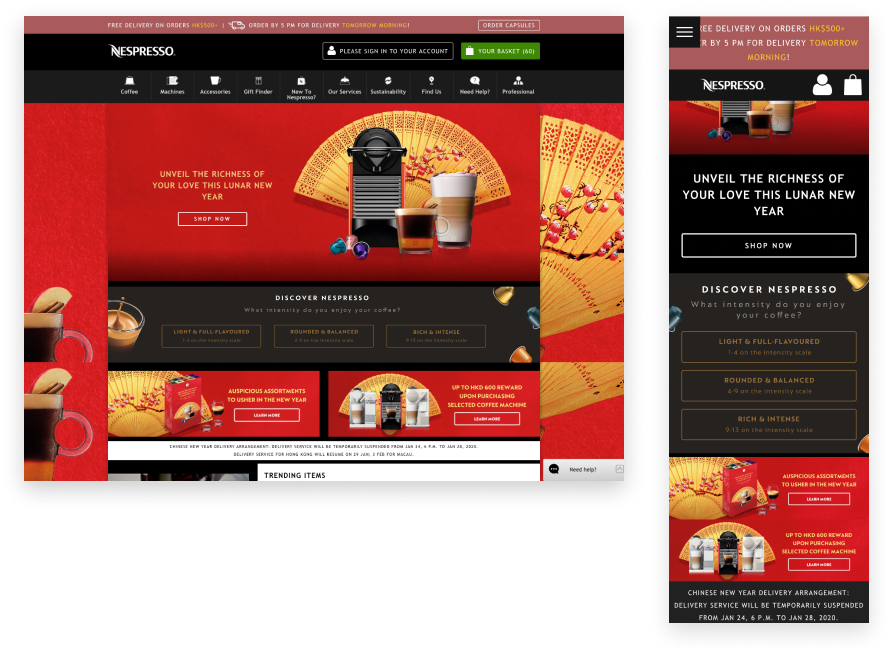 FREE DELIVERY ON ORDERS HK$500+ | ORDER BY 5 PM FOR DELIVERY TOMORROW MORNING!
ORDER CAPSULES
NESPRESSO.
PLEASE SIGN IN TO YOUR ACCOUNT
YOUR BASKET (60)
Coffee
Machines
Accessories
Gift Finder
New To
Nespresso?
Our Services
Sustainability
Find Us
Need Help?
Professional
UNVEIL THE RICHNESS OF
YOUR LOVE THIS LUNAR NEW
YEAR
SHOP NOW
DISCOVER NESPRESSO
What intensity do you enjoy your coffee?
LIGHT & FULL-FLAVOURED
1-4 on the intensity scale
ROUNDED & BALANCED
4-9 on the intensity scale
RICH & INTENSE
9-13 on the intensity scale
AUSPICIOUS ASSORTMENTS
TO USHER IN THE NEW YEAR
LEARN MORE
UP TO HKD 600 REWARD
UPON PURCHASING
SELECTED COFFEE MACHINE
LEARN MORE
CHINESE NEW YEAR DELIVERY ARRANGEMENT: DELIVERY SERVICE WILL BE TEMPORARILY SUSPENDED FROM JAN 24, 6 P.M. TO JAN 28, 2020.
DELIVERY SERVICE FOR HONG KONG WILL RESUME ON 29 JAN; 3 FEB FOR MACAU.
TRENDING ITEMS
Need help?
REE DELIVERY ON ORDERS HK$500+
ER BY 5 PM FOR DELIVERY TOMORROW
MORNING!
NESPRESSO.
UNVEIL THE RICHNESS OF
YOUR LOVE THIS LUNAR NEW
YEAR
SHOP NOW
DISCOVER NESPRESSO
What intensity do you enjoy
your coffee?
LIGHT & FULL-FLAVOURED
1-4 on the intensity scale
ROUNDED & BALANCED
4-9 on the intensity scale
RICH & INTENSE
9-13 on the intensity scale
AUSPICIOUS ASSORTMENTS
TO USHER IN THE NEW YEAR
LEARN MORE
UP TO HKD 600 REWARD
UPON PURCHASING
SELECTED COFFEE MACHINE
LEARN MORE
CHINESE NEW YEAR DELIVERY ARRANGEMENT:
DELIVERY SERVICE WILL BE TEMPORARILY SUSPENDED
FROM JAN 24, 6 P.M. TO JAN 28, 2020.